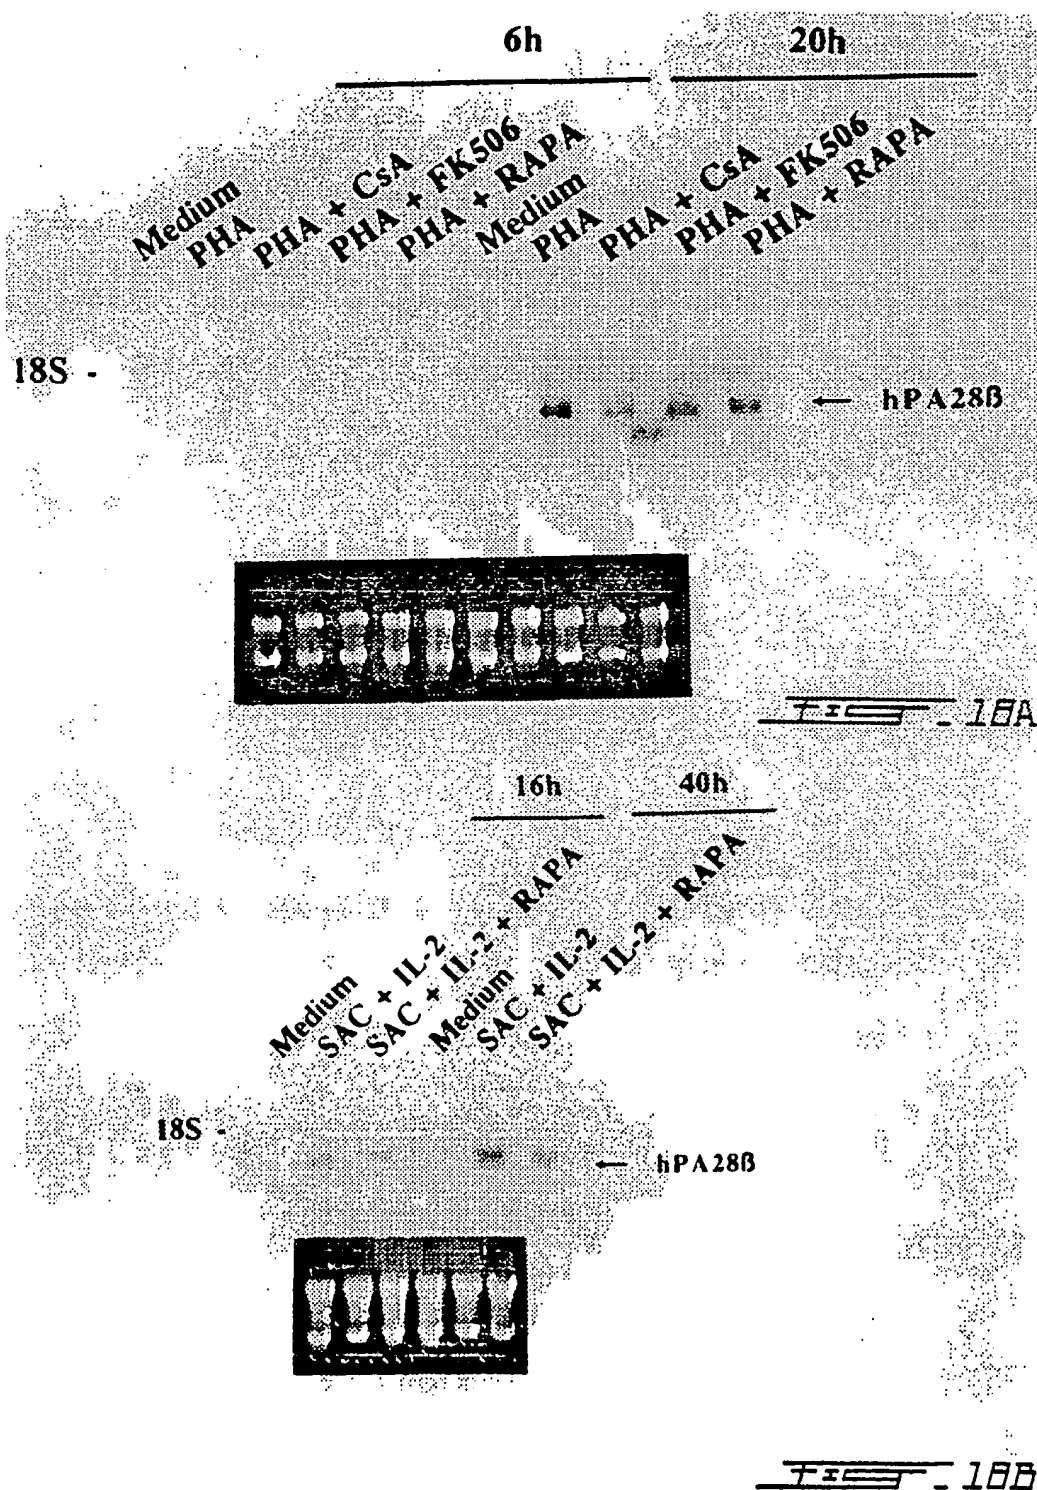 6h
20h
Medium
PHA
PHA + CsA
PHA + FK506
PHA + RAPA
Medium
PHA
PHA + CsA
PHA + FK506
PHA + RAPA
18S -
← hPA28ß
Fig. 18A
16h
40h
Medium
SAC + IL-2
SAC + IL-2 + RAPA
Medium
SAC + IL-2
SAC + IL-2 + RAPA
18S -
← hPA28ß
Fig. 18B